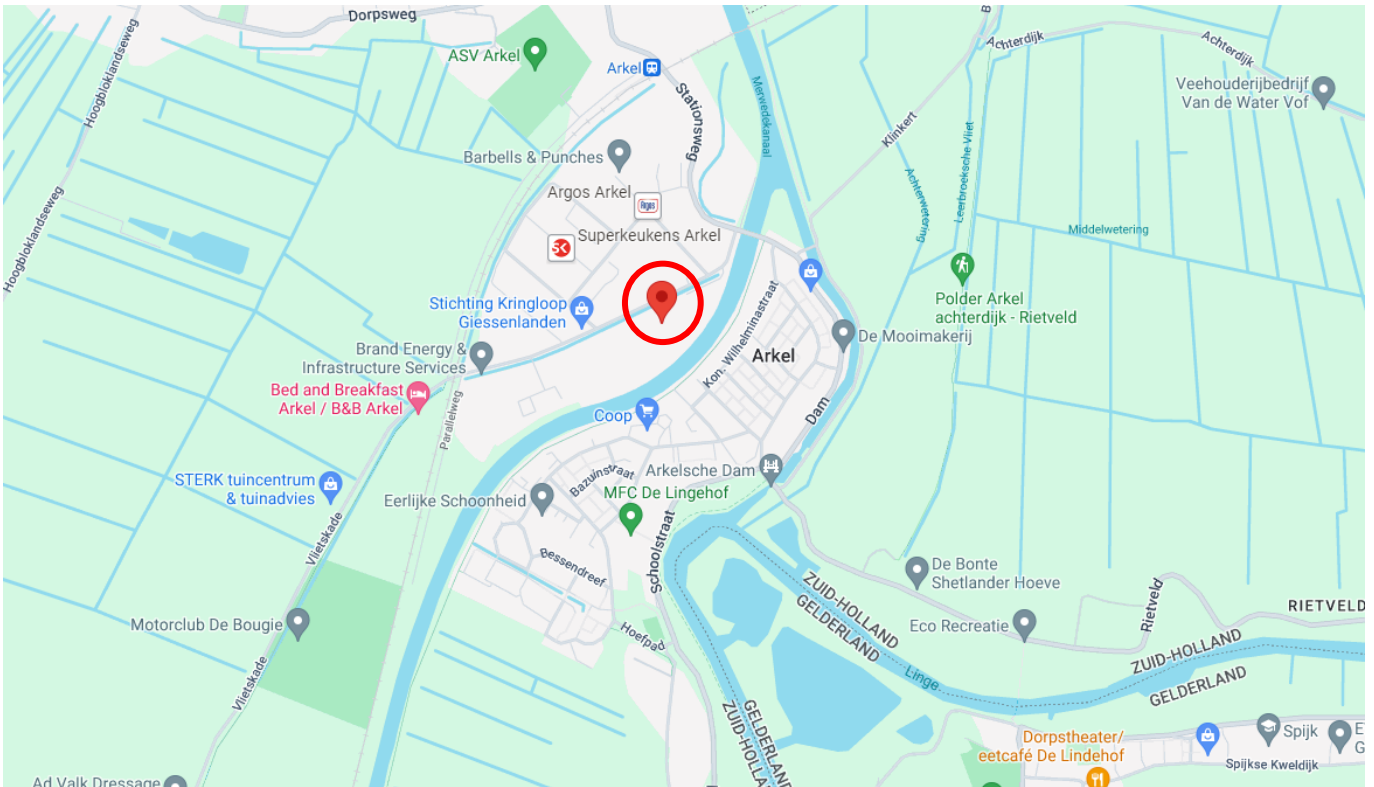 Dorpsweg
B
Achterdijk
Achterdijk
Hoogbloklandseweg
ASV Arkel
Arkel
Stationsweg
Merwedekanaal
Veehouderijbedrijf
Van de Water Vof
Klinkert
Leerbroeksche Vliet
Barbells & Punches
Achterwetering
Argos Arkel
Argos
Hoogbloklandseweg
Superkeukens Arkel
SK
Middelwetering
Polder Arkel
achterdijk - Rietveld
Stichting Kringloop
Giessenlanden
Kon. Wilhelminastraat
De Mooimakerij
Arkel
Brand Energy &
Infrastructure Services
Bed and Breakfast
Arkel / B&B Arkel
Parallelweg
Coop
Dam
Arkelsche Dam
Bazuinstraat
STERK tuincentrum
& tuinadvies
Eerlijke Schoonheid
MFC De Lingehof
Vlietskade
Schoolstraat
Bessendreef
De Bonte
Shetlander Hoeve
ZUID-HOLLAND
GELDERLAND
Rietveld
RIETVELD
Motorclub De Bougie
Eco Recreatie
Hoefpad
ZUID-HOLLAND
GELDERLAND
Linge
Vlietskade
GELDERLAND
ZUID-HOLLA
Dorpstheater/
eetcafé De Lindehof
Spijk
E
G
Spijkse Kweldijk
Ad Valk Dressage